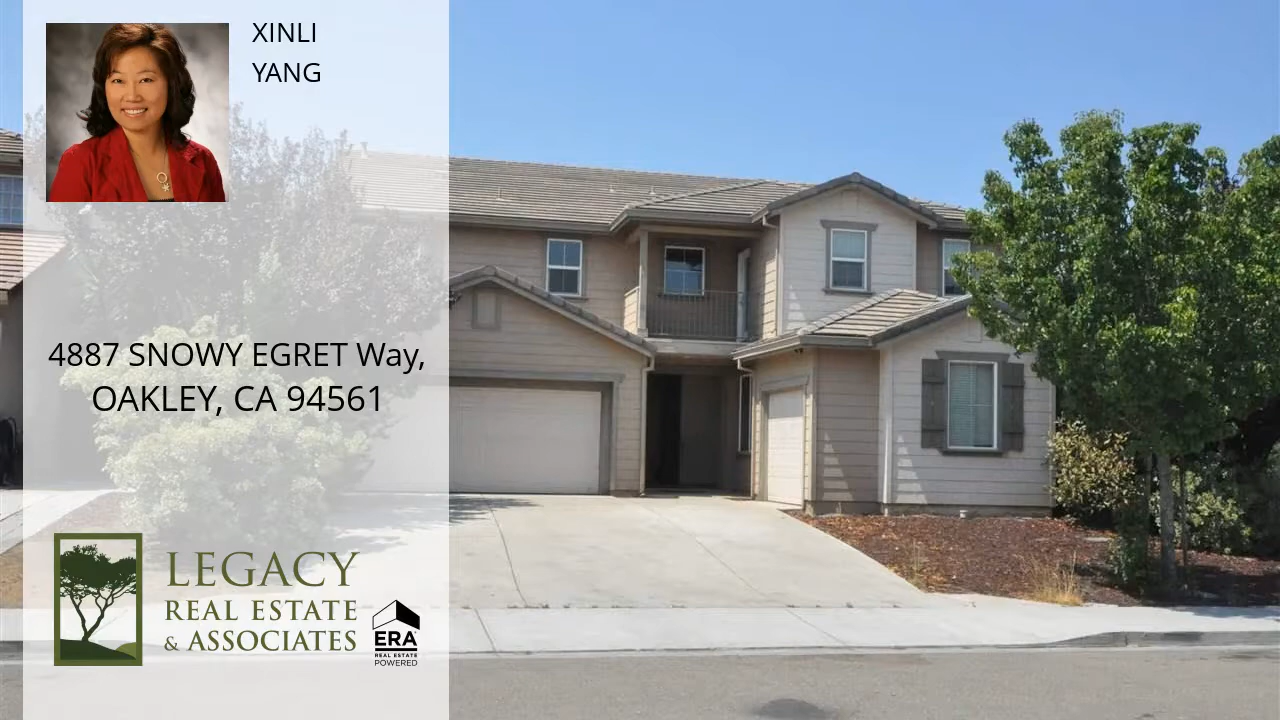 XINLI
YANG
4887 SNOWY EGRET Way,
OAKLEY, CA 94561
LEGACY
REAL ESTATE
& ASSOCIATES
ERA
REAL ESTATE
POWERED